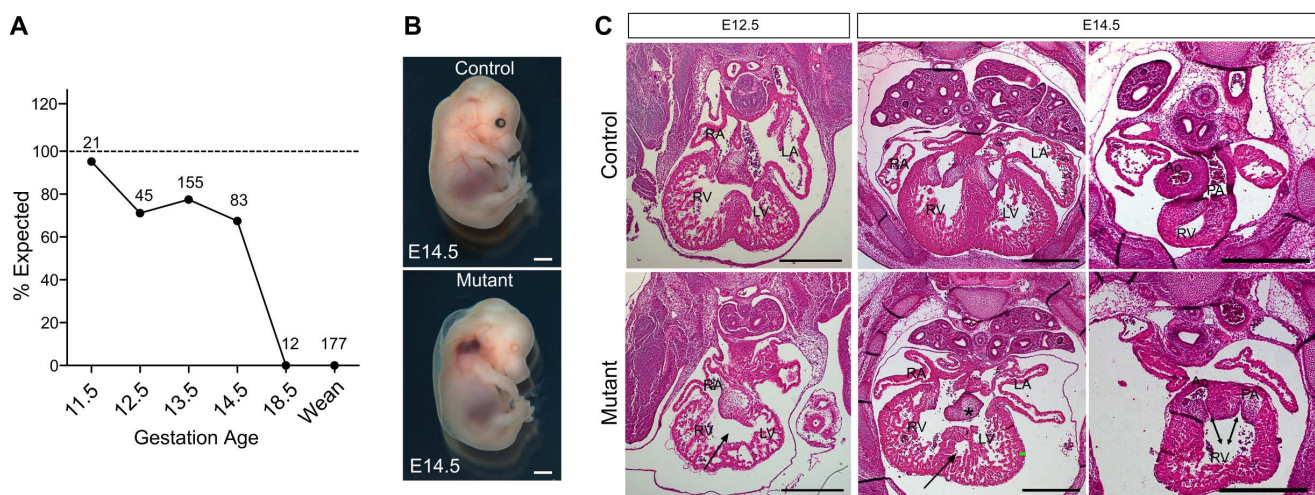 A
% Expected
120
100
80
60
40
20
0
21
45
155
83
12
177
11.5
12.5
13.5
14.5
18.5
Wean
Gestation Age
B
Control
E14.5
Mutant
E14.5
C
E12.5
E14.5
Control
RA
LA
RV
LV
RA
LA
RV
LV
Ao
PA
RV
Mutant
RA
RV
LV
RA
LA
*
RV
LV
Ao
PA
RV